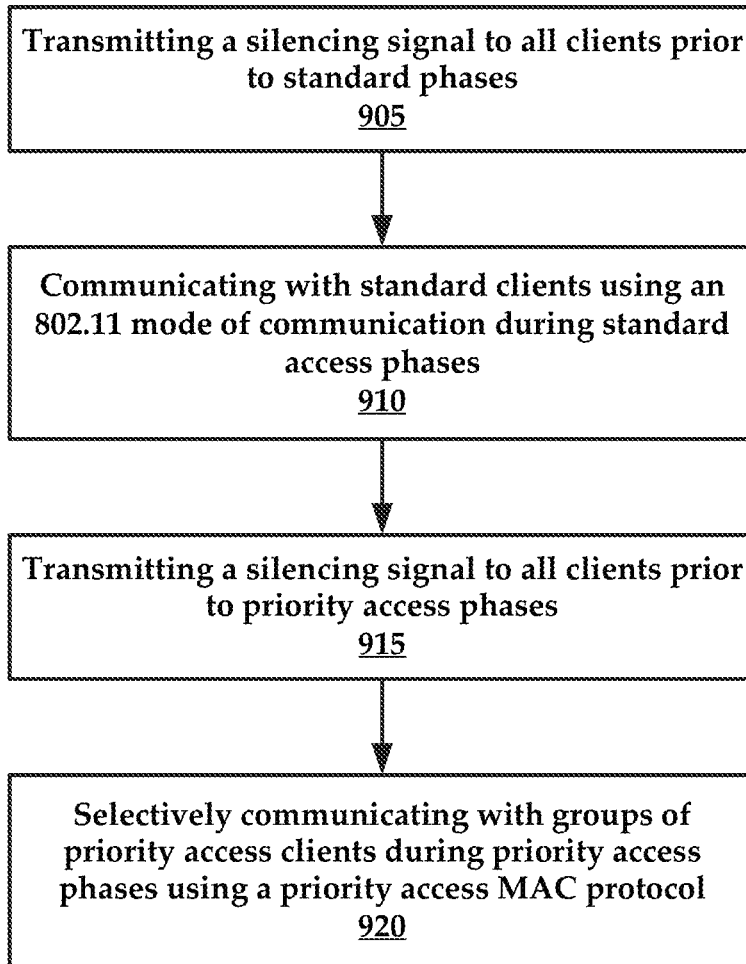 Transmitting a silencing signal to all clients prior
to standard phases
905
Communicating with standard clients using an
802.11 mode of communication during standard
access phases
910
Transmitting a silencing signal to all clients prior
to priority access phases
915
Selectively communicating with groups of
priority access clients during priority access
phases using a priority access MAC protocol
920